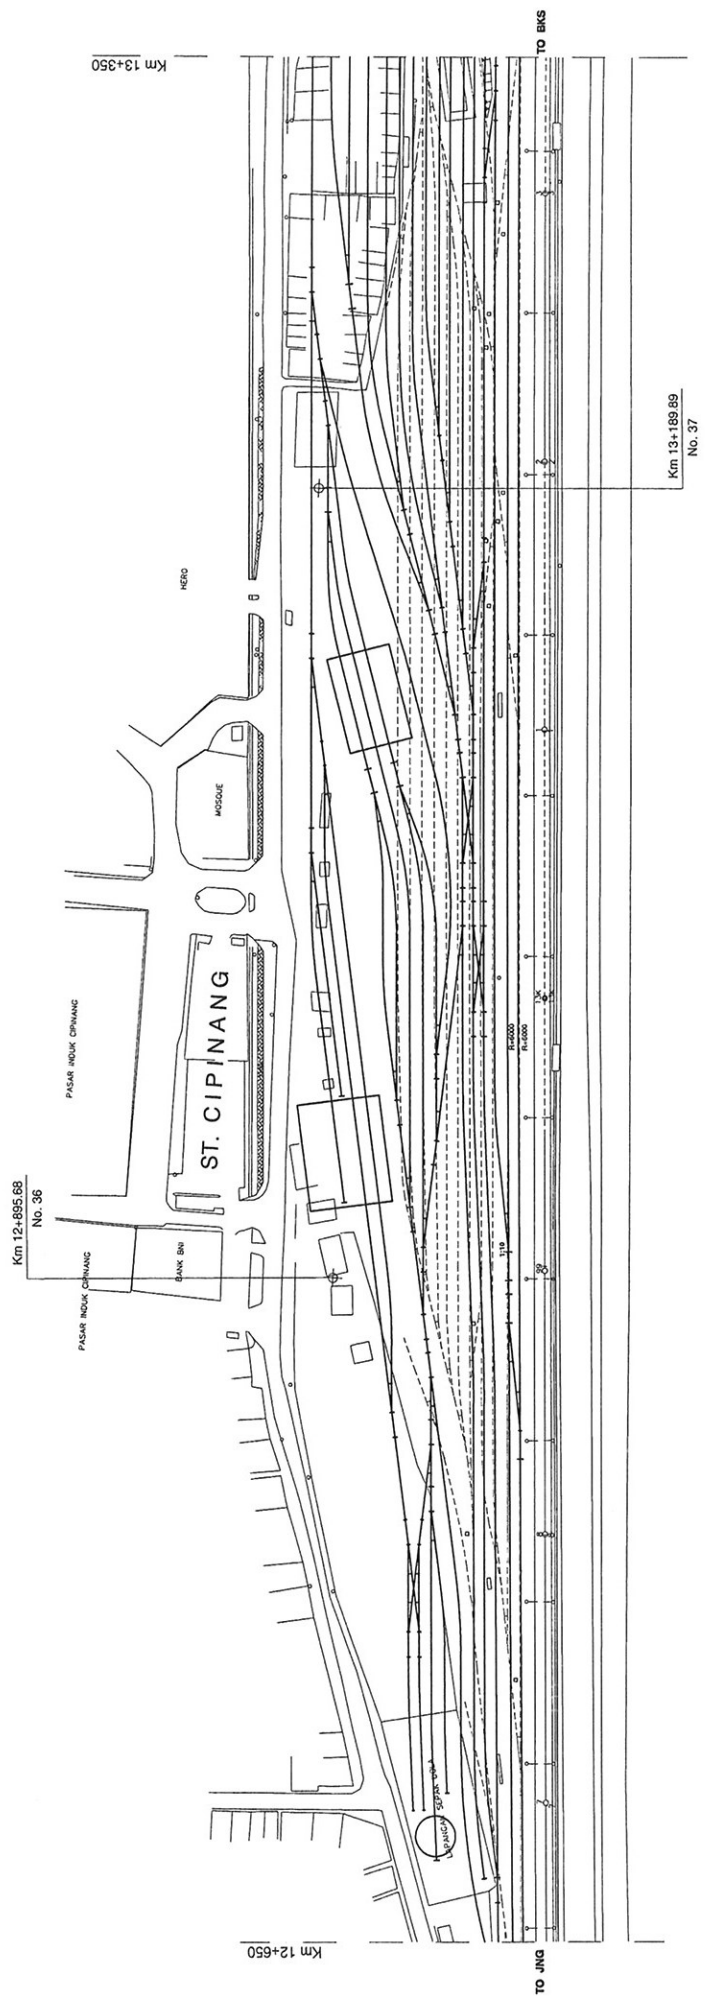 TO BKS
Km 13+350
Km 13+189.89
No. 37
HERO
MOSQUE
ST. CIPINANG
PASAR INDUK CIPINANG
R=6000
R=6000
Km 12+895.68
No. 36
PASAR INDUK CIPINANG
BANK BNI
1:10
LAPANGAN SEPAK BOLA
Km 12+650
TO JNG